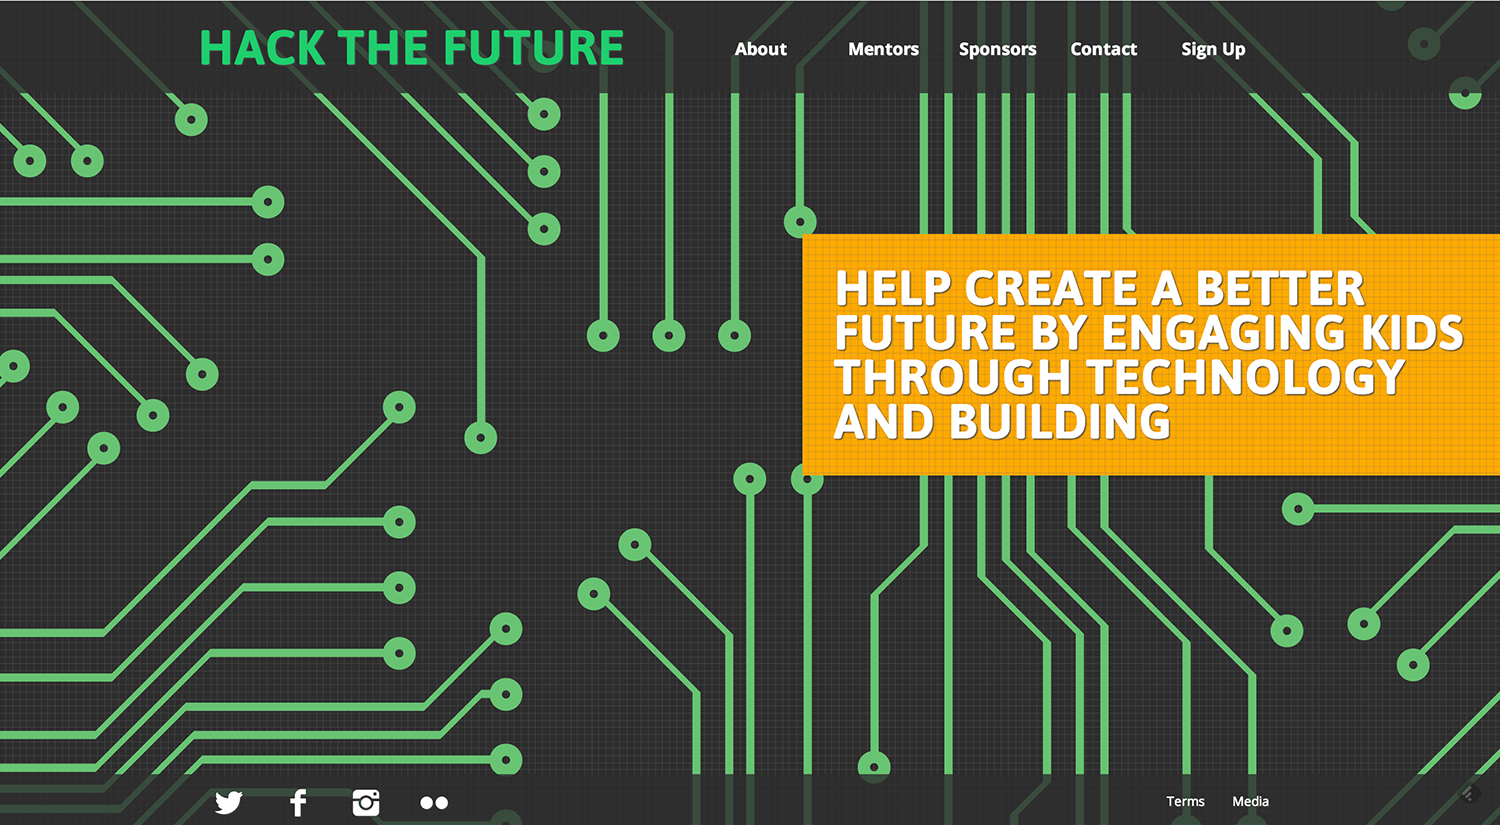 HACK THE FUTURE
About Mentors Sponsors Contact Sign Up
HELP CREATE A BETTER
FUTURE BY ENGAGING KIDS
THROUGH TECHNOLOGY
AND BUILDING
Terms Media